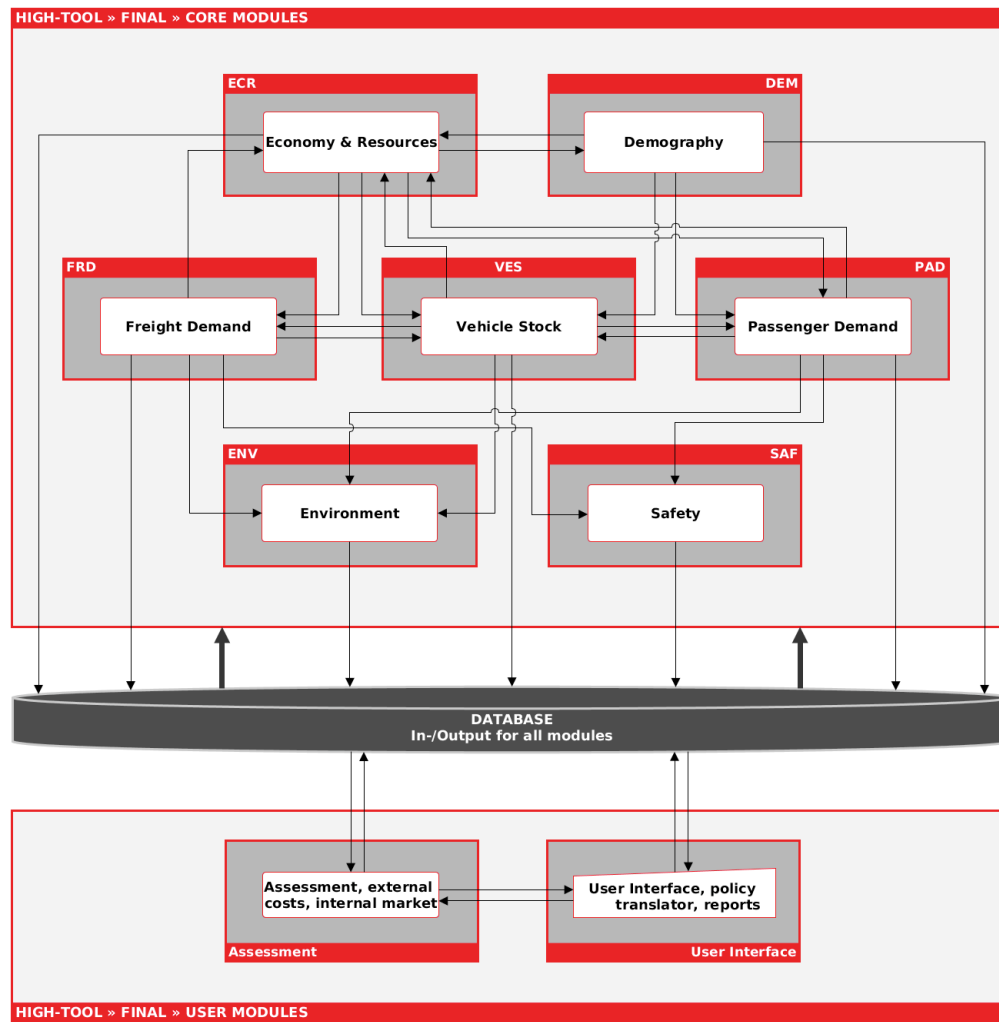 HIGH-TOOL » FINAL » CORE MODULES
ECR
DEM
Economy & Resources
Demography
FRD
VES
PAD
Freight Demand
Vehicle Stock
Passenger Demand
ENV
SAF
Environment
Safety
DATABASE
In-/Output for all modules
Assessment, external
costs, internal market
User Interface, policy
translator, reports
Assessment
User Interface
HIGH-TOOL » FINAL » USER MODULES